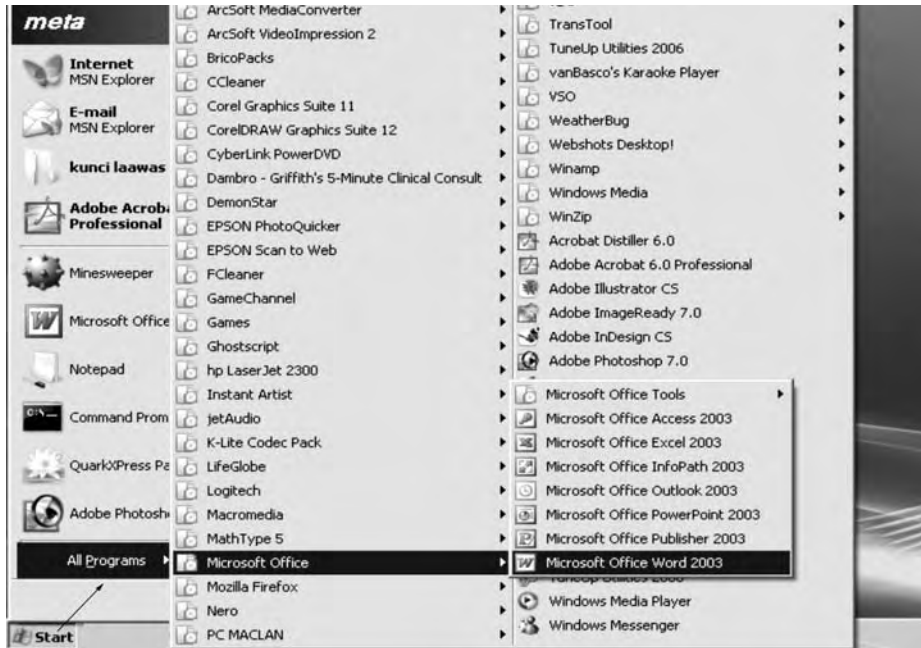 meta
Internet
MSN Explorer
E-mail
MSN Explorer
kunci laawas
Adobe Acroba
Professional
Minesweeper
Microsoft Office
Notepad
Command Prom
QuarkXPress Pa
Adobe Photosh
All Programs
Start
ArcSoft MediaConverter
ArcSoft VideoImpression 2
BricoPacks
CCleaner
Corel Graphics Suite 11
CorelDRAW Graphics Suite 12
CyberLink PowerDVD
Dambro - Griffith's 5-Minute Clinical Consult
DemonStar
EPSON PhotoQuicker
EPSON Scan to Web
FCleaner
GameChannel
Games
Ghostscript
hp LaserJet 2300
Instant Artist
jetAudio
K-Lite Codec Pack
LifeGlobe
Logitech
Macromedia
MathType 5
Microsoft Office
Mozilla Firefox
Nero
PC MACLAN
TransTool
TuneUp Utilities 2006
vanBasco's Karaoke Player
VSO
WeatherBug
Webshots Desktop!
Winamp
Windows Media
WinZip
Acrobat Distiller 6.0
Adobe Acrobat 6.0 Professional
Adobe Illustrator CS
Adobe ImageReady 7.0
Adobe InDesign CS
Adobe Photoshop 7.0
Microsoft Office Tools
Microsoft Office Access 2003
Microsoft Office Excel 2003
Microsoft Office InfoPath 2003
Microsoft Office Outlook 2003
Microsoft Office PowerPoint 2003
Microsoft Office Publisher 2003
Microsoft Office Word 2003
Windows Media Player
Windows Messenger